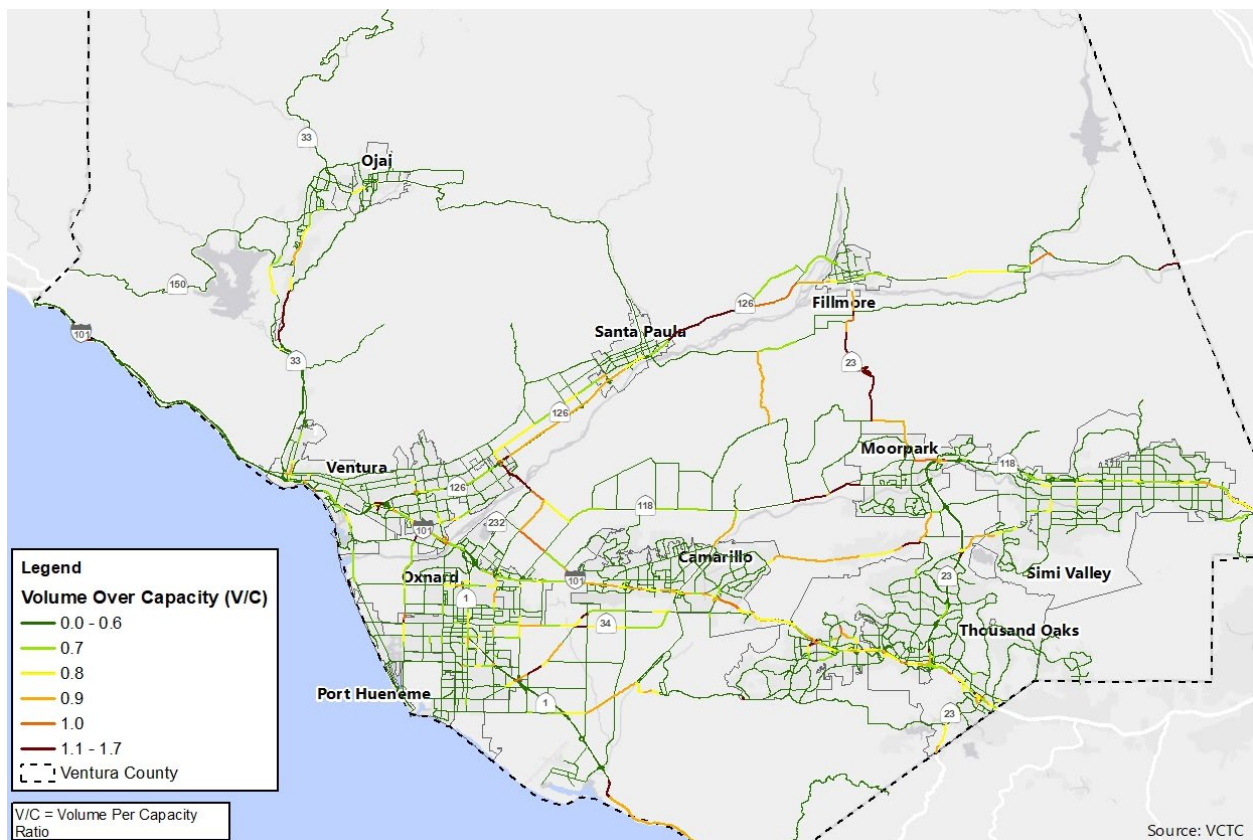 33
Ojai
150
101
Fillmore
126
Santa Paula
33
23
126
Moorpark
118
Ventura
126
118
232
101
Camarillo
Oxnard
101
Simi Valley
23
1
34
Thousand Oaks
Port Hueneme
1
23
Legend
Volume Over Capacity (V/C)
0.0 - 0.6
0.7
0.8
0.9
1.0
1.1 - 1.7
Ventura County
V/C = Volume Per Capacity
Ratio
Source: VCTC